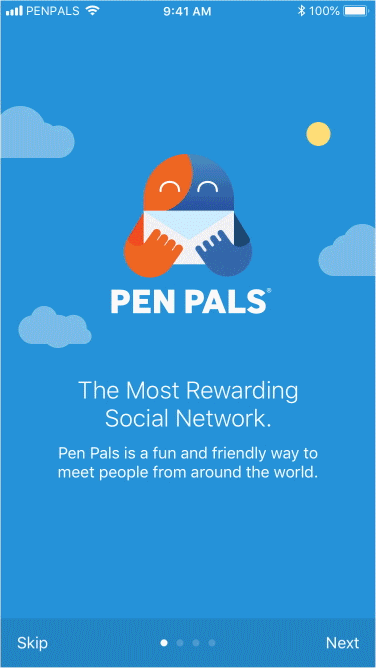 PENPALS 9:41 AM 100%
PEN PALS®
The Most Rewarding
Social Network.
Pen Pals is a fun and friendly way to
meet people from around the world.
Skip Next